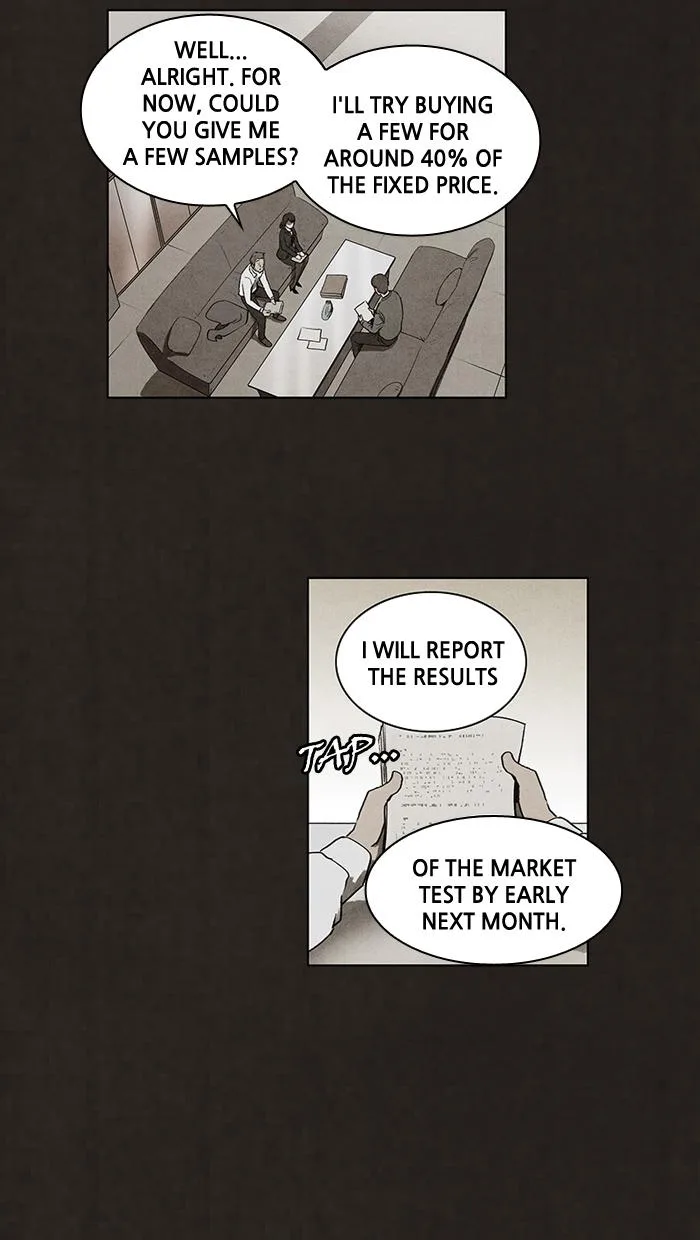 WELL...
ALRIGHT. FOR
NOW, COULD
YOU GIVE ME
A FEW SAMPLES?
I'LL TRY BUYING
A FEW FOR
AROUND 40% OF
THE FIXED PRICE.
I WILL REPORT
THE RESULTS
TAP...
OF THE MARKET
TEST BY EARLY
NEXT MONTH.